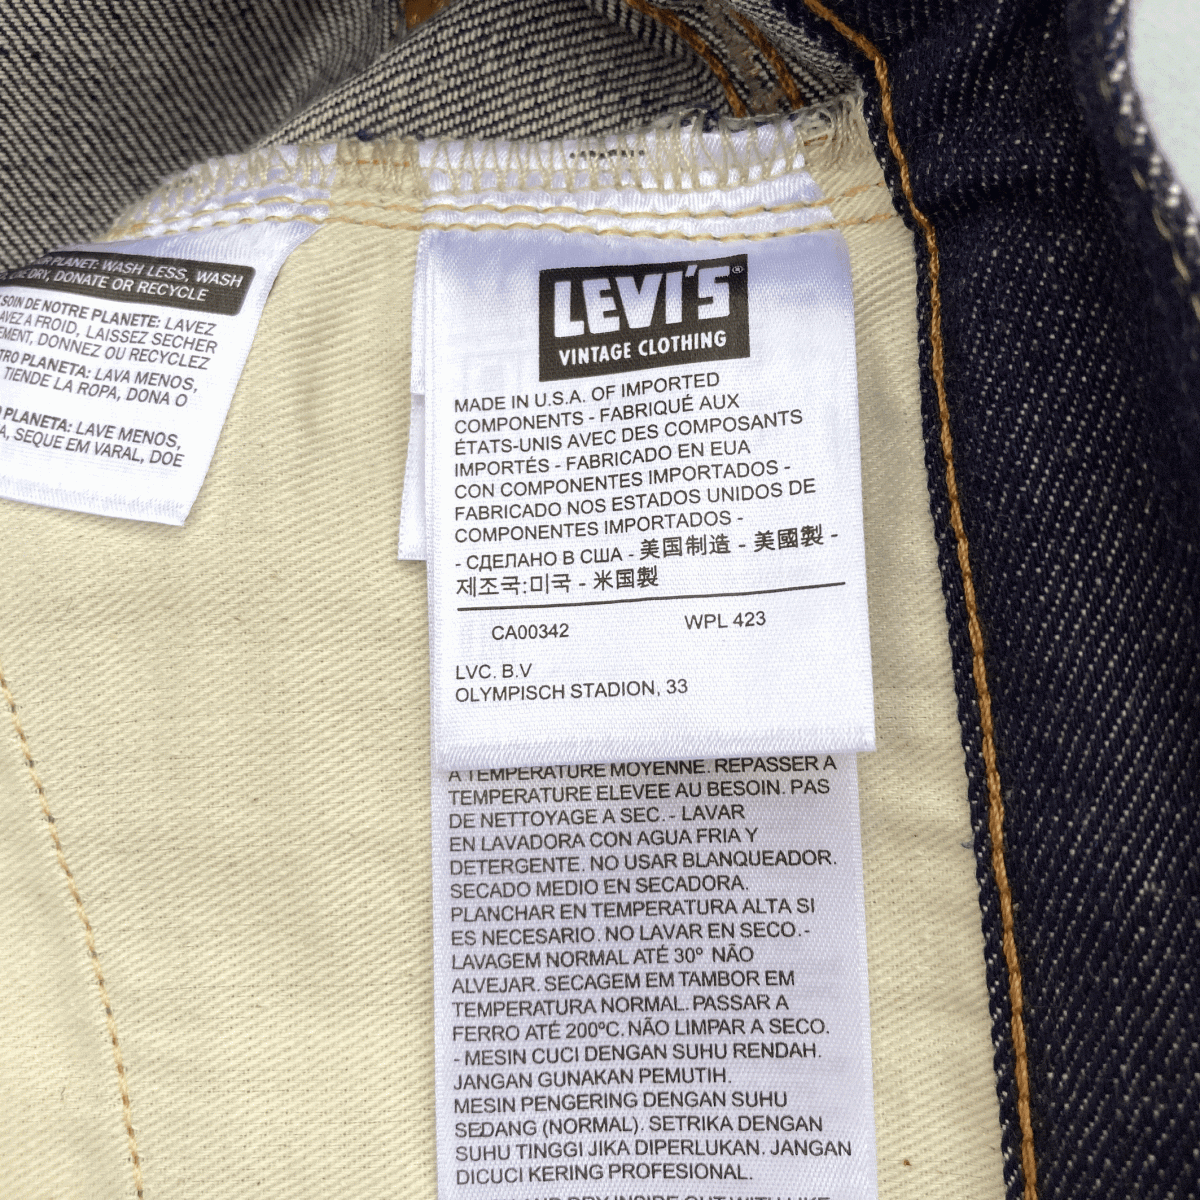 PLANET: WASH LESS, WASH
DRY, DONATE OR RECYCLE
SOIN DE NOTRE PLANETE: LAVEZ
LAVEZ A FROID, LAISSEZ SECHER
DONNEZ OU RECYCLEZ
PLANETA: LAVA MENOS,
TIENDE LA ROPA, DONA O
PLANETA: LAVE MENOS,
SEQUE EM VARAL, DOE
LEVI'S®
VINTAGE CLOTHING
MADE IN U.S.A. OF IMPORTED
COMPONENTS - FABRIQUÉ AUX
ÉTATS-UNIS AVEC DES COMPOSANTS
IMPORTÉS - FABRICADO EN EUA
CON COMPONENTES IMPORTADOS -
FABRICADO NOS ESTADOS UNIDOS DE
COMPONENTES IMPORTADOS -
- СДЕЛАНО В США - 美国制造 - 美國製 -
제조국:미국 - 米国製
CA00342 WPL 423
LVC. B.V
OLYMPISCH STADION, 33
A TEMPERATURE MOYENNE. REPASSER A
TEMPERATURE ELEVEE AU BESOIN. PAS
DE NETTOYAGE A SEC. - LAVAR
EN LAVADORA CON AGUA FRIA Y
DETERGENTE. NO USAR BLANQUEADOR.
SECADO MEDIO EN SECADORA.
PLANCHAR EN TEMPERATURA ALTA SI
ES NECESARIO. NO LAVAR EN SECO. -
LAVAGEM NORMAL ATÉ 30º NÃO
ALVEJAR. SECAGEM EM TAMBOR EM
TEMPERATURA NORMAL. PASSAR A
FERRO ATÉ 200ºC. NÃO LIMPAR A SECO.
- MESIN CUCI DENGAN SUHU RENDAH.
JANGAN GUNAKAN PEMUTIH.
MESIN PENGERING DENGAN SUHU
SEDANG (NORMAL). SETRIKA DENGAN
SUHU TINGGI JIKA DIPERLUKAN. JANGAN
DICUCI KERING PROFESIONAL.